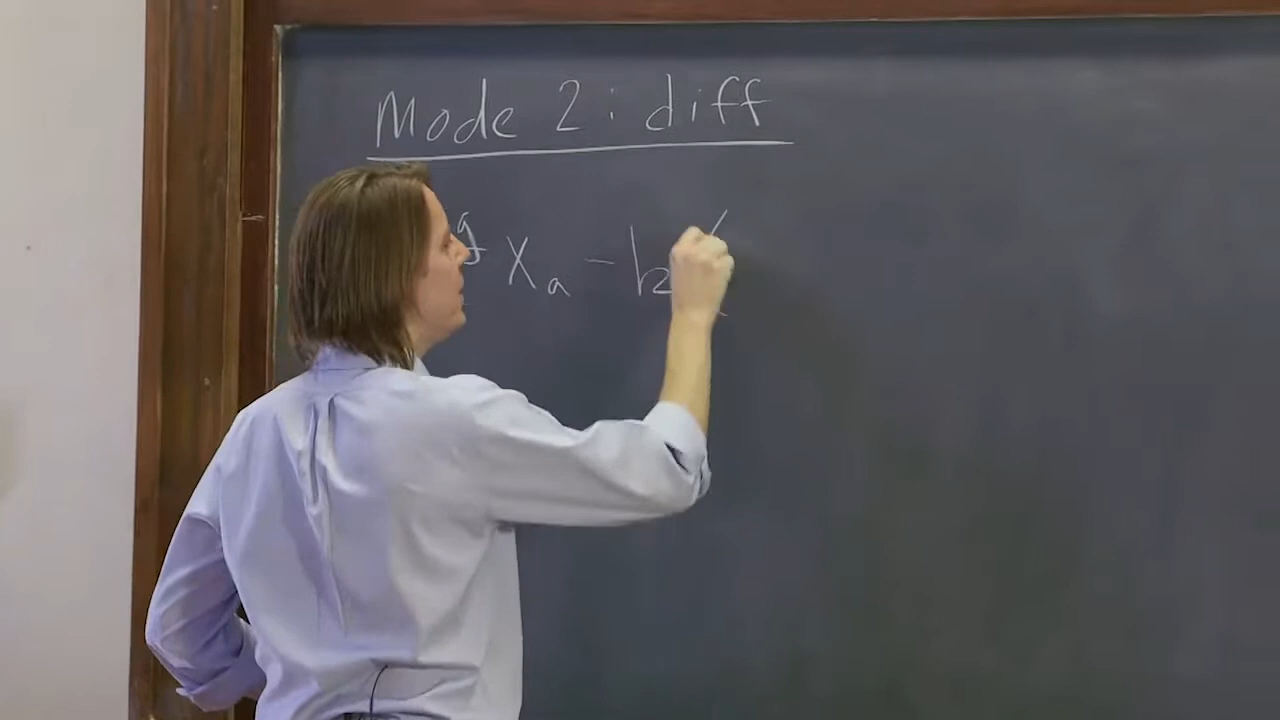 Mode 2: diff
g xₐ - k